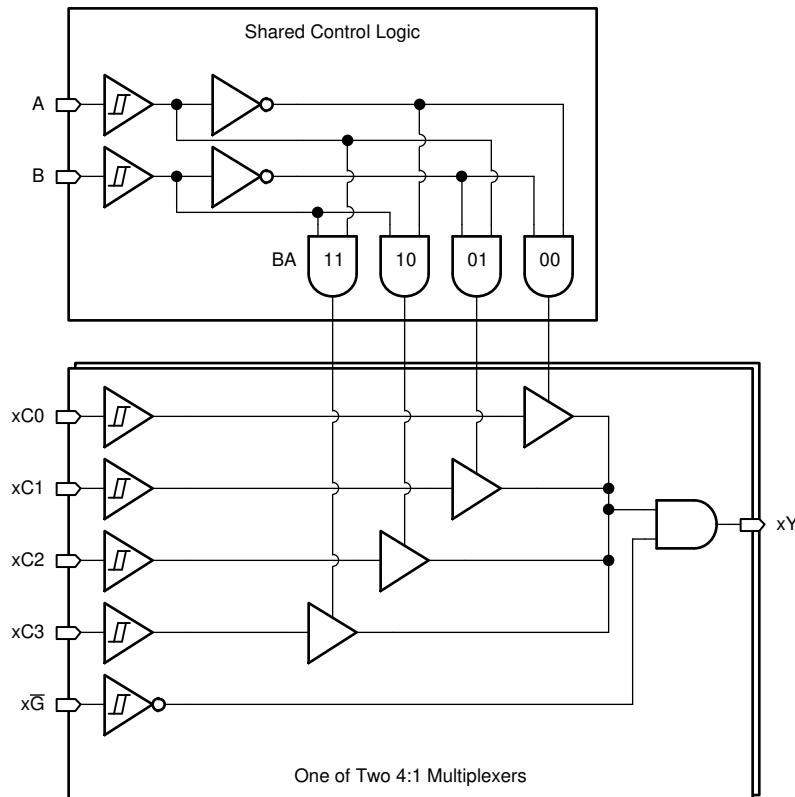 Shared Control Logic
A
B
BA 11 10 01 00
xC0
xC1
xC2
xC3
xG̅
xY
One of Two 4:1 Multiplexers